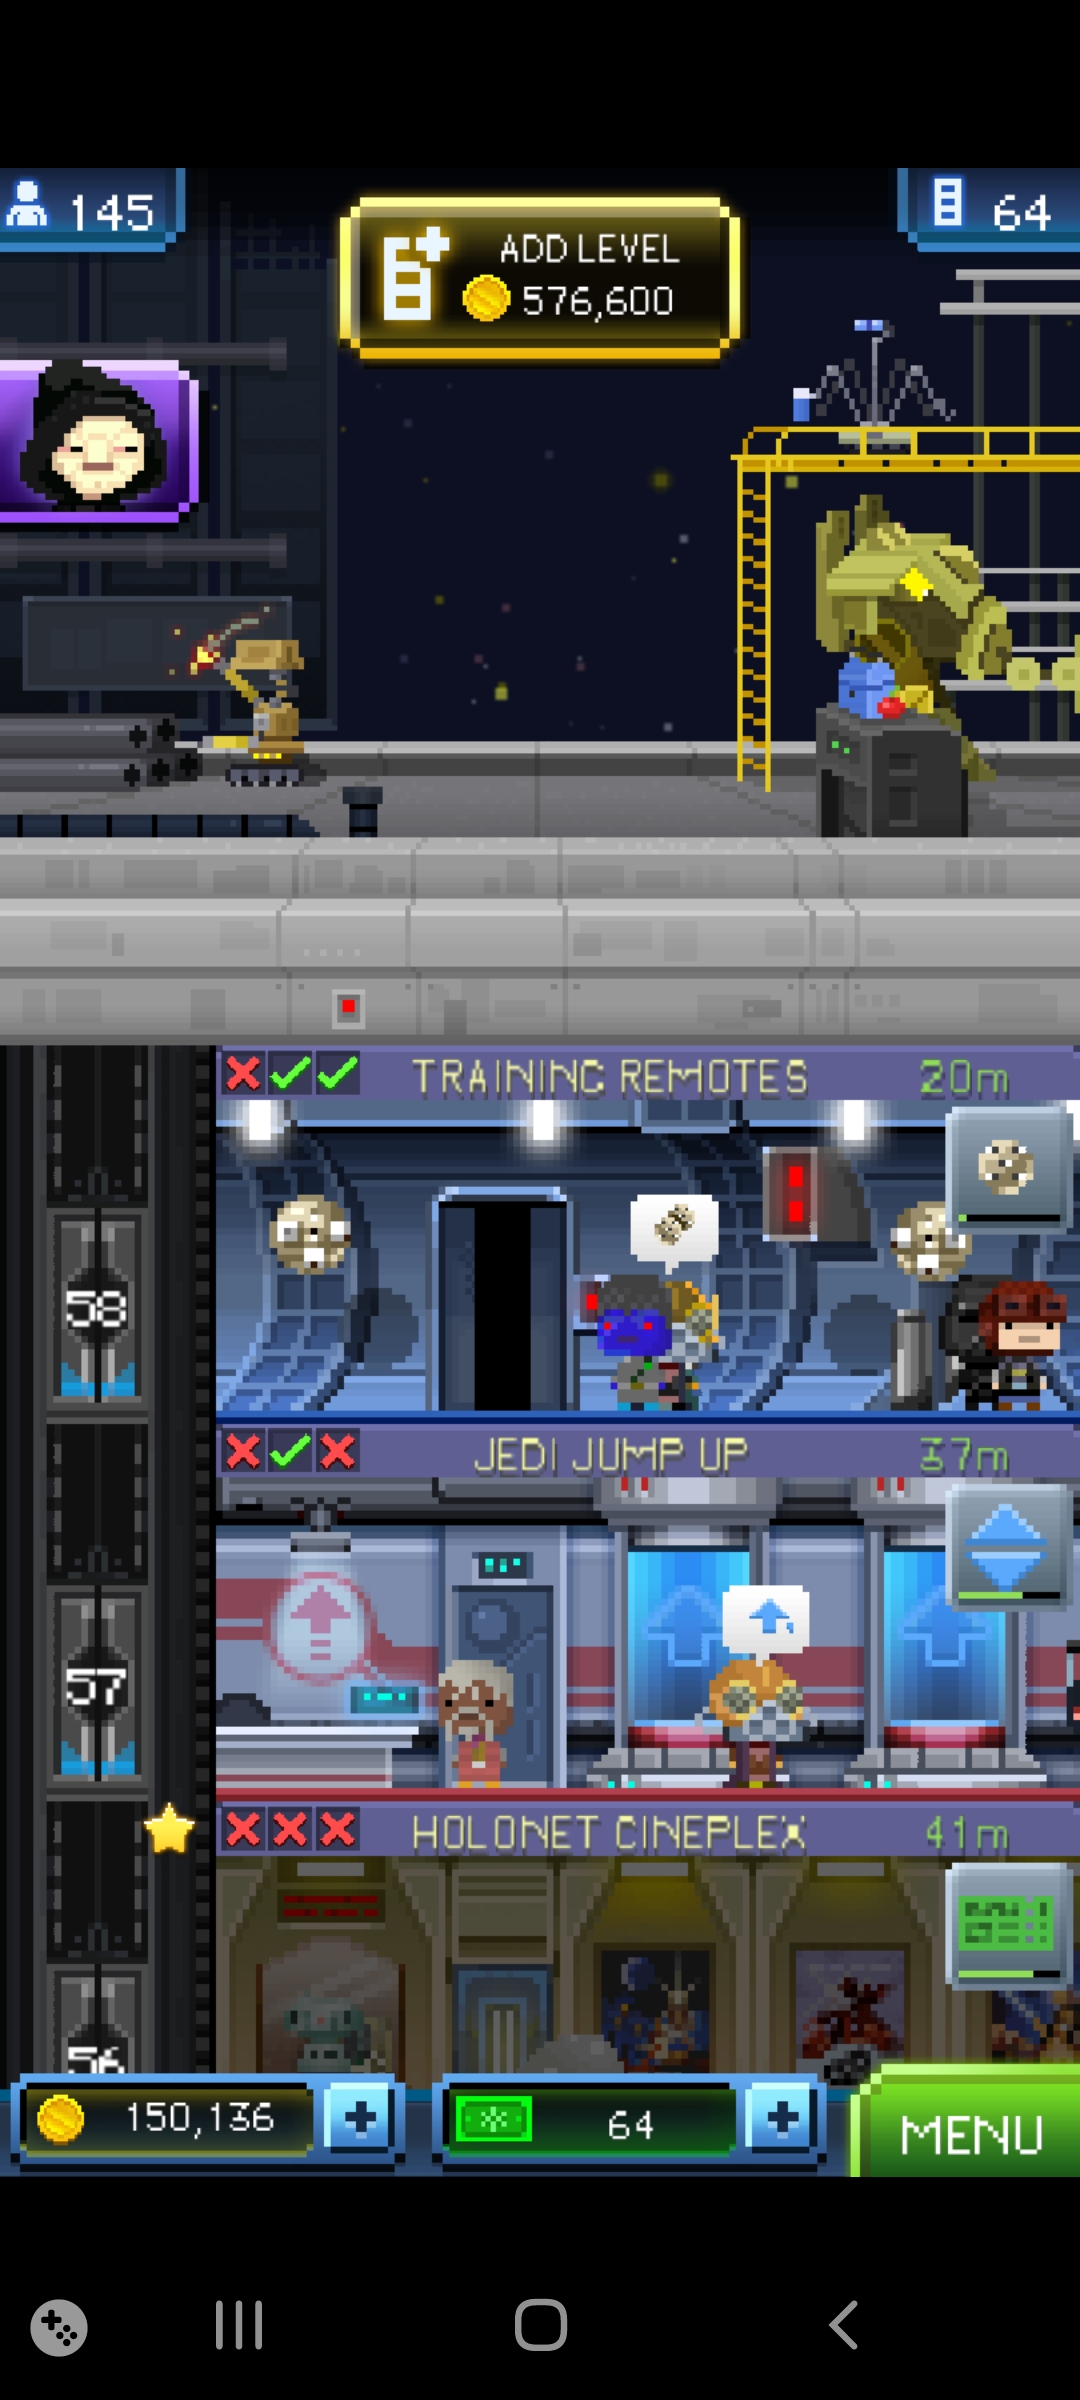 145
ADD LEVEL
576,600
64
TRAINING REMOTES 20m
58
JEDI JUMP UP 37m
57
HOLONET CINEPLEX 41m
56
150,136
64
MENU